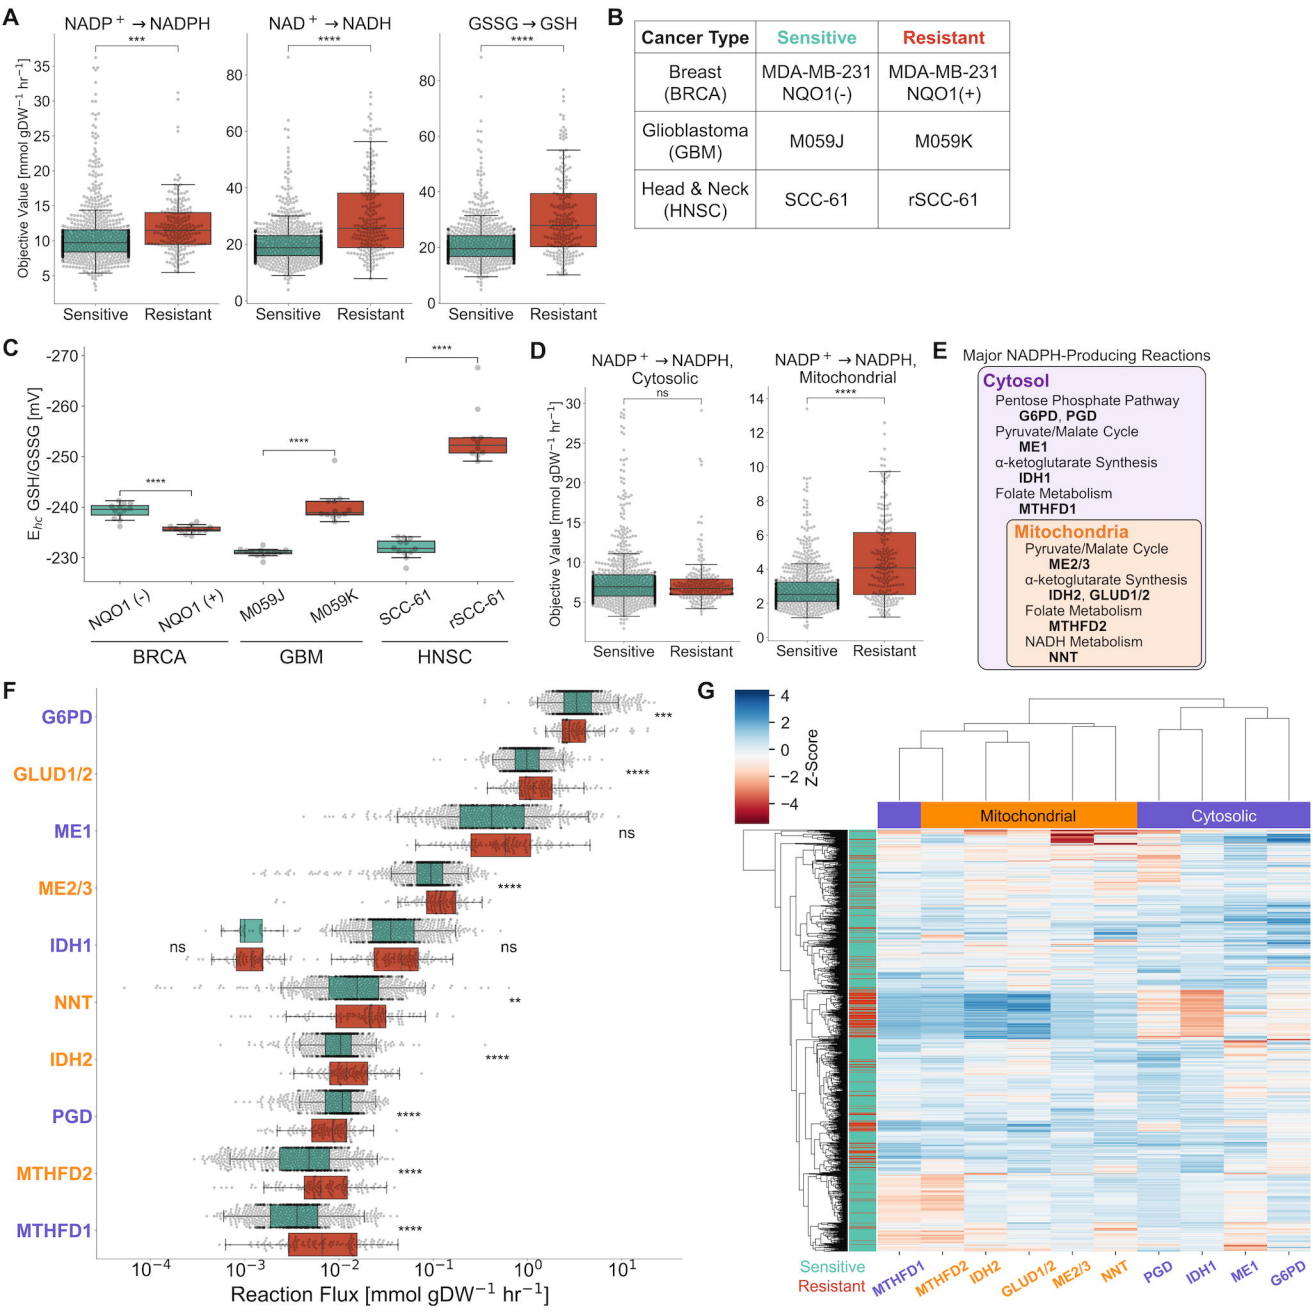 A
NADP+ → NADPH
NAD+ → NADH
GSSG → GSH
***
****
****
Objective Value [mmol gDW−1 hr−1]
35
30
25
20
15
10
5
80
60
40
20
0
80
60
40
20
0
Sensitive
Resistant
Sensitive
Resistant
Sensitive
Resistant
B
Cancer Type
Sensitive
Resistant
Breast
(BRCA)
MDA-MB-231
NQO1(-)
MDA-MB-231
NQO1(+)
Glioblastoma
(GBM)
M059J
M059K
Head & Neck
(HNSC)
SCC-61
rSCC-61
C
Ehc GSH/GSSG [mV]
-270
-260
-250
-240
-230
****
****
****
NQO1 (-)
NQO1 (+)
M059J
M059K
SCC-61
rSCC-61
BRCA
GBM
HNSC
D
NADP+ → NADPH,
Cytosolic
ns
NADP+ → NADPH,
Mitochondrial
****
Objective Value [mmol gDW−1 hr−1]
30
25
20
15
10
5
14
12
10
8
6
4
2
0
Sensitive
Resistant
Sensitive
Resistant
E
Major NADPH-Producing Reactions
Cytosol
Pentose Phosphate Pathway
G6PD, PGD
Pyruvate/Malate Cycle
ME1
α-ketoglutarate Synthesis
IDH1
Folate Metabolism
MTHFD1
Mitochondria
Pyruvate/Malate Cycle
ME2/3
α-ketoglutarate Synthesis
IDH2, GLUD1/2
Folate Metabolism
MTHFD2
NADH Metabolism
NNT
F
G6PD
***
GLUD1/2
****
ME1
ns
ME2/3
****
IDH1
ns
ns
NNT
**
IDH2
****
PGD
****
MTHFD2
****
MTHFD1
****
10−4
10−3
10−2
10−1
100
101
Reaction Flux [mmol gDW−1 hr−1]
G
4
2
0
−2
−4
Z-Score
Mitochondrial
Cytosolic
Sensitive
Resistant
MTHFD1
MTHFD2
IDH2
GLUD1/2
ME2/3
NNT
PGD
IDH1
ME1
G6PD